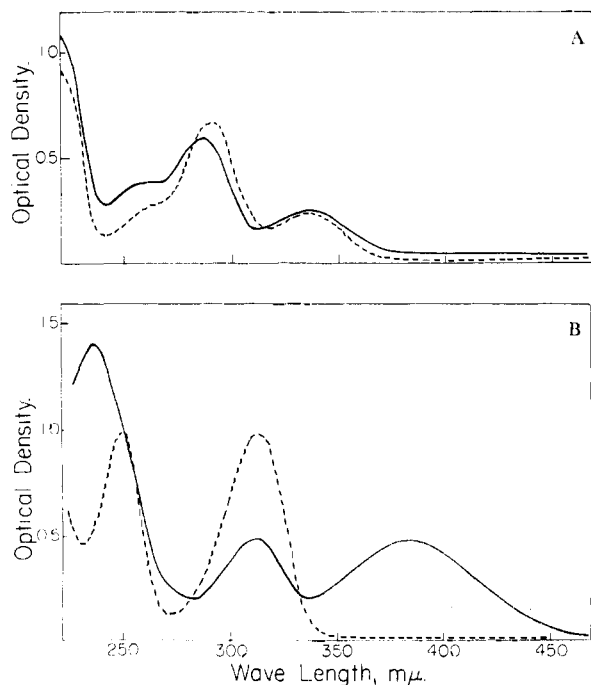 A
1.0
0.5
Optical Density.
B
1.5
1.0
0.5
Optical Density.
250 300 350 400 450
Wave Length, mμ.